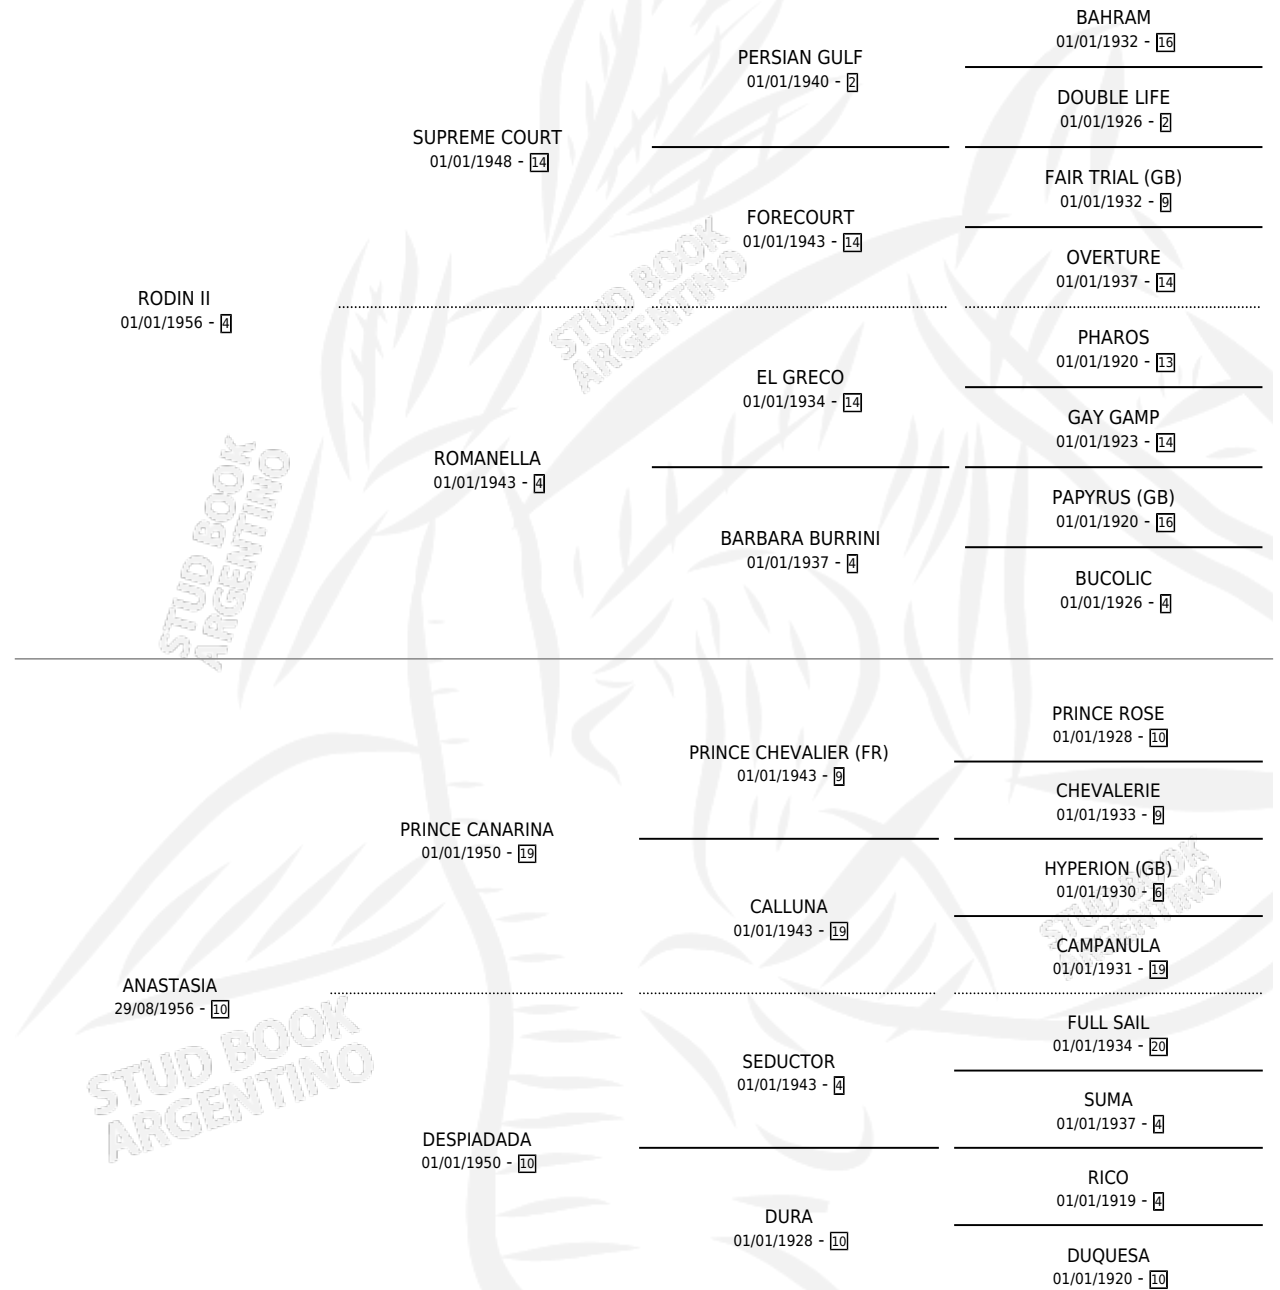 BAHRAM
01/01/1932 - 16
PERSIAN GULF
01/01/1940 - 2
DOUBLE LIFE
01/01/1926 - 2
SUPREME COURT
01/01/1948 - 14
FAIR TRIAL (GB)
01/01/1932 - 9
FORECOURT
01/01/1943 - 14
OVERTURE
01/01/1937 - 14
RODIN II
01/01/1956 - 4
PHAROS
01/01/1920 - 13
EL GRECO
01/01/1934 - 14
GAY GAMP
01/01/1923 - 14
ROMANELLA
01/01/1943 - 4
PAPYRUS (GB)
01/01/1920 - 16
BARBARA BURRINI
01/01/1937 - 4
BUCOLIC
01/01/1926 - 4
STUD BOOK
ARGENTINO
STUD BOOK
ARGENTINO
PRINCE ROSE
01/01/1928 - 10
PRINCE CHEVALIER (FR)
01/01/1943 - 9
CHEVALERIE
01/01/1933 - 9
PRINCE CANARINA
01/01/1950 - 19
HYPERION (GB)
01/01/1930 - 6
CALLUNA
01/01/1943 - 19
CAMPANULA
01/01/1931 - 19
STUD BOOK
ARGENTINO
ANASTASIA
29/08/1956 - 10
FULL SAIL
01/01/1934 - 20
SEDUCTOR
01/01/1943 - 4
SUMA
01/01/1937 - 4
STUD BOOK
ARGENTINO
DESPIADADA
01/01/1950 - 10
RICO
01/01/1919 - 4
DURA
01/01/1928 - 10
DUQUESA
01/01/1920 - 10